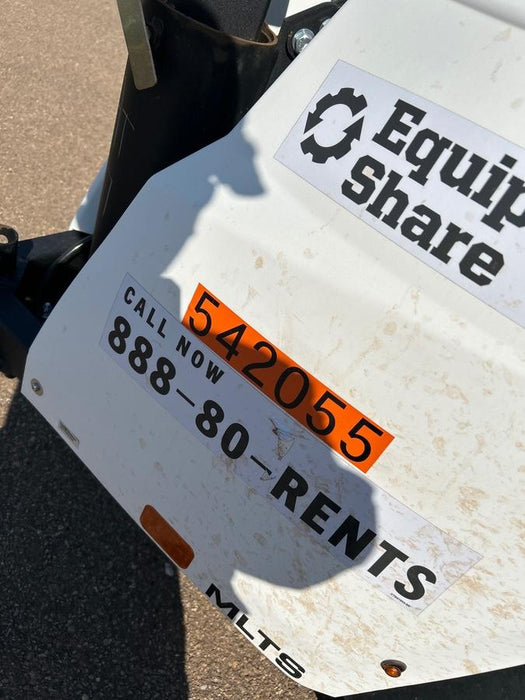 Equip
Share
542055
CALL NOW
888-80-RENTS
MLTS